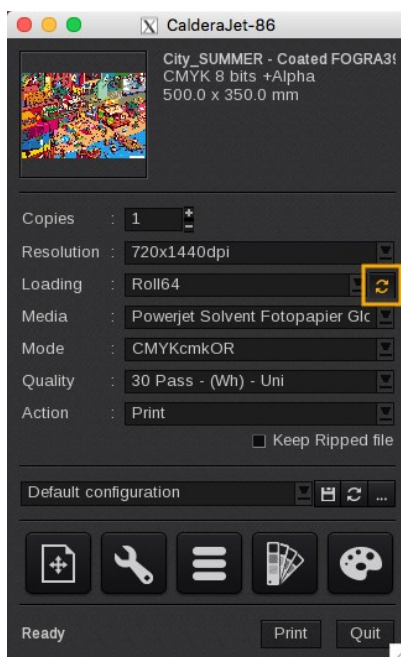 CalderaJet-86
City_SUMMER - Coated FOGRA39
CMYK 8 bits +Alpha
500.0 x 350.0 mm
Copies : 1
Resolution : 720x1440dpi
Loading : Roll64
Media : Powerjet Solvent Fotopapier Glc
Mode : CMYKcmkOR
Quality : 30 Pass - (Wh) - Uni
Action : Print
Keep Ripped file
Default configuration ...
Ready Print Quit